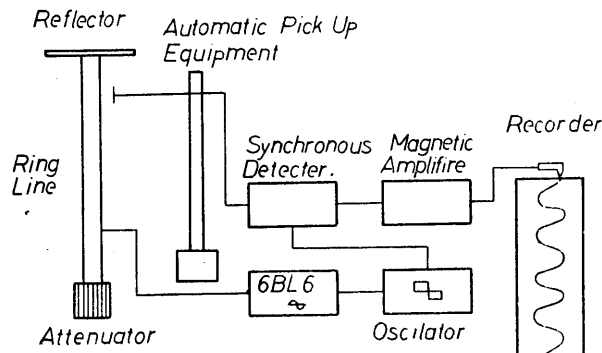 Reflector
Automatic Pick Up
Equipment
Recorder
Synchronous
Detecter.
Magnetic
Amplifire
Ring
Line
6BL6
Attenuator
Oscilator